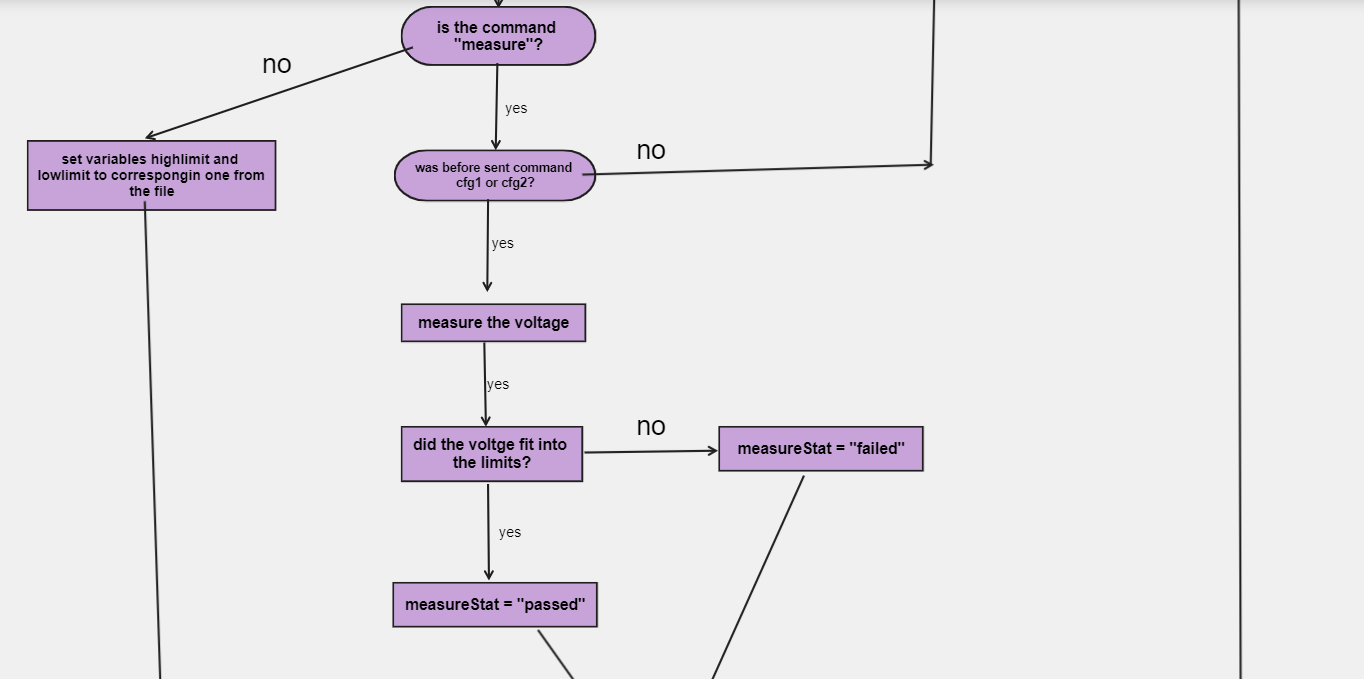 is the command
"measure"?
no
yes
set variables highlimit and
lowlimit to correspongin one from
the file
was before sent command
cfg1 or cfg2?
no
yes
measure the voltage
yes
did the voltge fit into
the limits?
no
measureStat = "failed"
yes
measureStat = "passed"